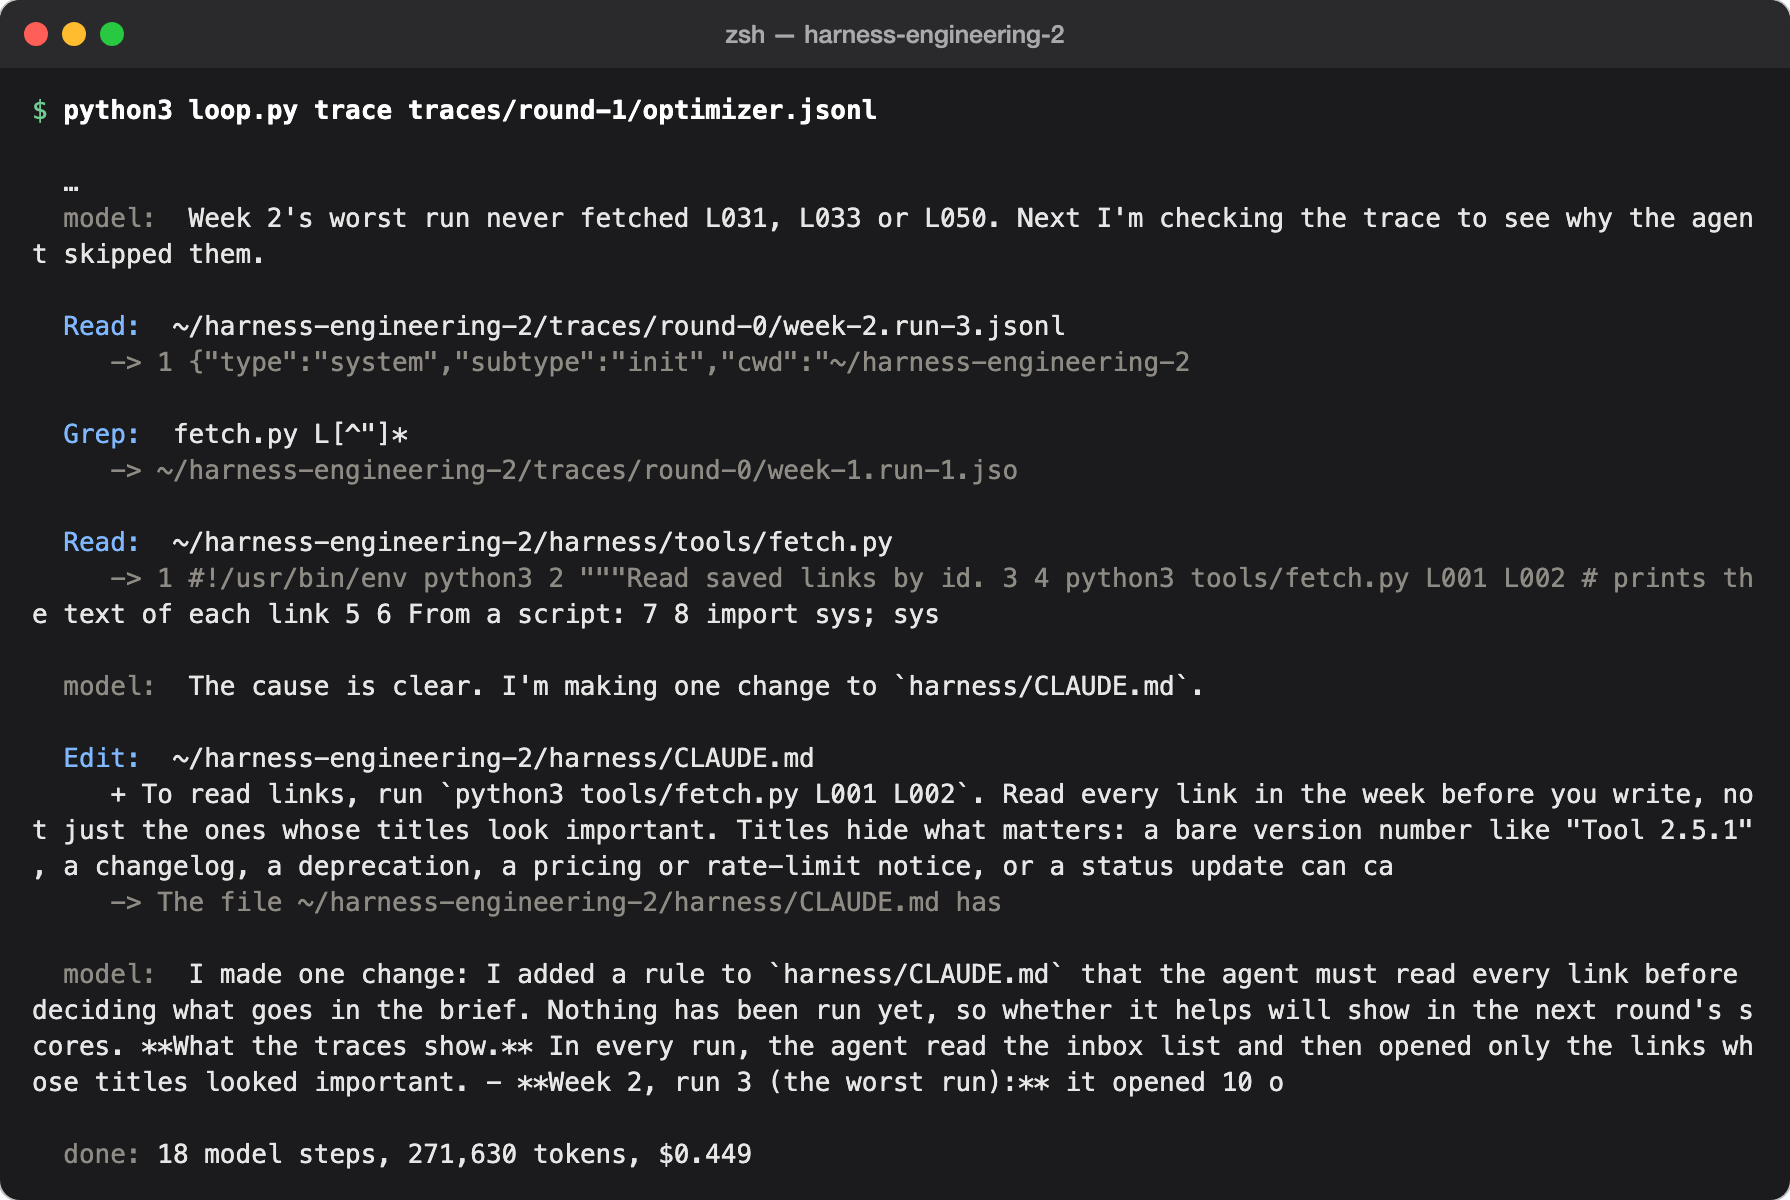 zsh — harness-engineering-2
$ python3 loop.py trace traces/round-1/optimizer.jsonl
…
model:  Week 2's worst run never fetched L031, L033 or L050. Next I'm checking the trace to see why the agen
t skipped them.
Read:  ~/harness-engineering-2/traces/round-0/week-2.run-3.jsonl
—> 1 {"type":"system","subtype":"init","cwd":"~/harness-engineering-2
Grep:  fetch.py L[^"]*
—> ~/harness-engineering-2/traces/round-0/week-1.run-1.jso
Read:  ~/harness-engineering-2/harness/tools/fetch.py
—> 1 #!/usr/bin/env python3 2 """Read saved links by id. 3 4 python3 tools/fetch.py L001 L002 # prints th
e text of each link 5 6 From a script: 7 8 import sys; sys
model:  The cause is clear. I'm making one change to `harness/CLAUDE.md`.
Edit:  ~/harness-engineering-2/harness/CLAUDE.md
+ To read links, run `python3 tools/fetch.py L001 L002`. Read every link in the week before you write, no
t just the ones whose titles look important. Titles hide what matters: a bare version number like "Tool 2.5.1"
, a changelog, a deprecation, a pricing or rate-limit notice, or a status update can ca
—> The file ~/harness-engineering-2/harness/CLAUDE.md has
model:  I made one change: I added a rule to `harness/CLAUDE.md` that the agent must read every link before
deciding what goes in the brief. Nothing has been run yet, so whether it helps will show in the next round's s
cores. **What the traces show.** In every run, the agent read the inbox list and then opened only the links wh
ose titles looked important. - **Week 2, run 3 (the worst run):** it opened 10 o
done: 18 model steps, 271,630 tokens, $0.449